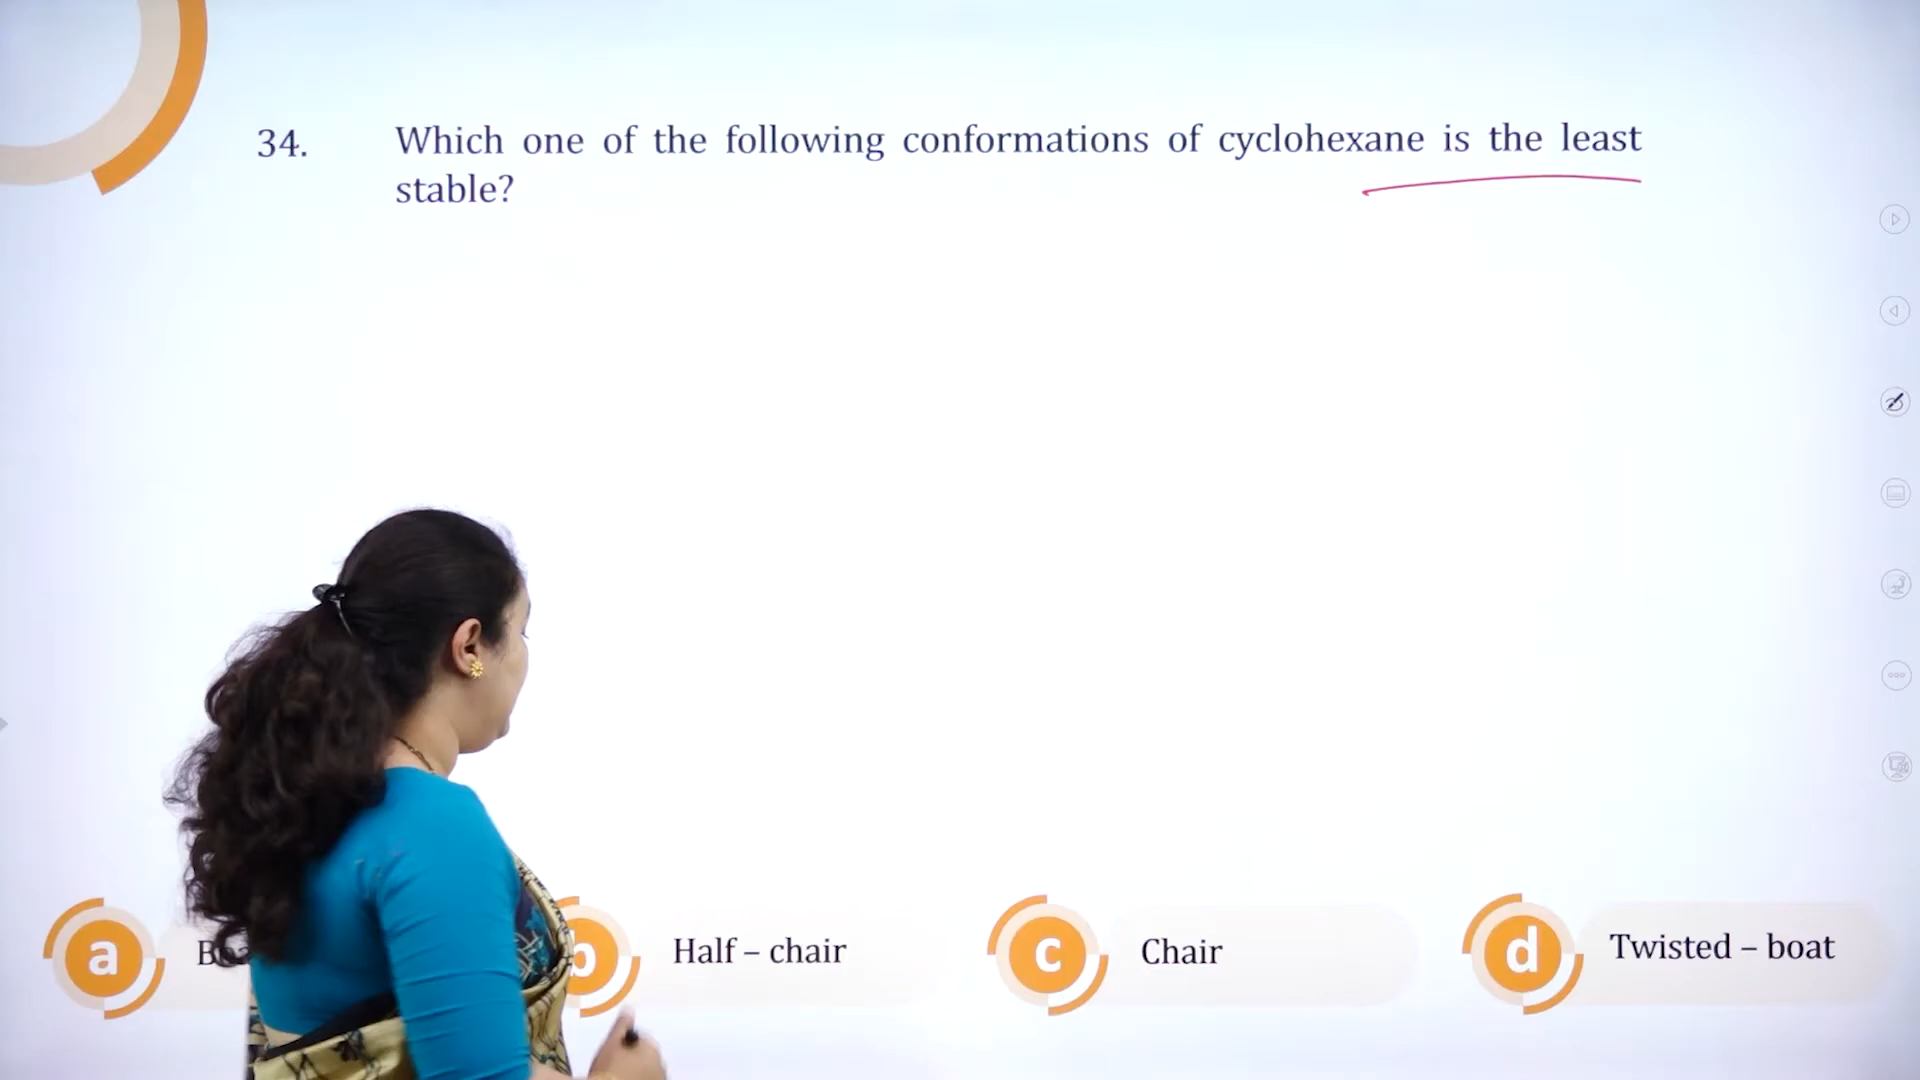 34. Which one of the following conformations of cyclohexane is the least
stable?
a
b Half – chair
c Chair
d Twisted – boat